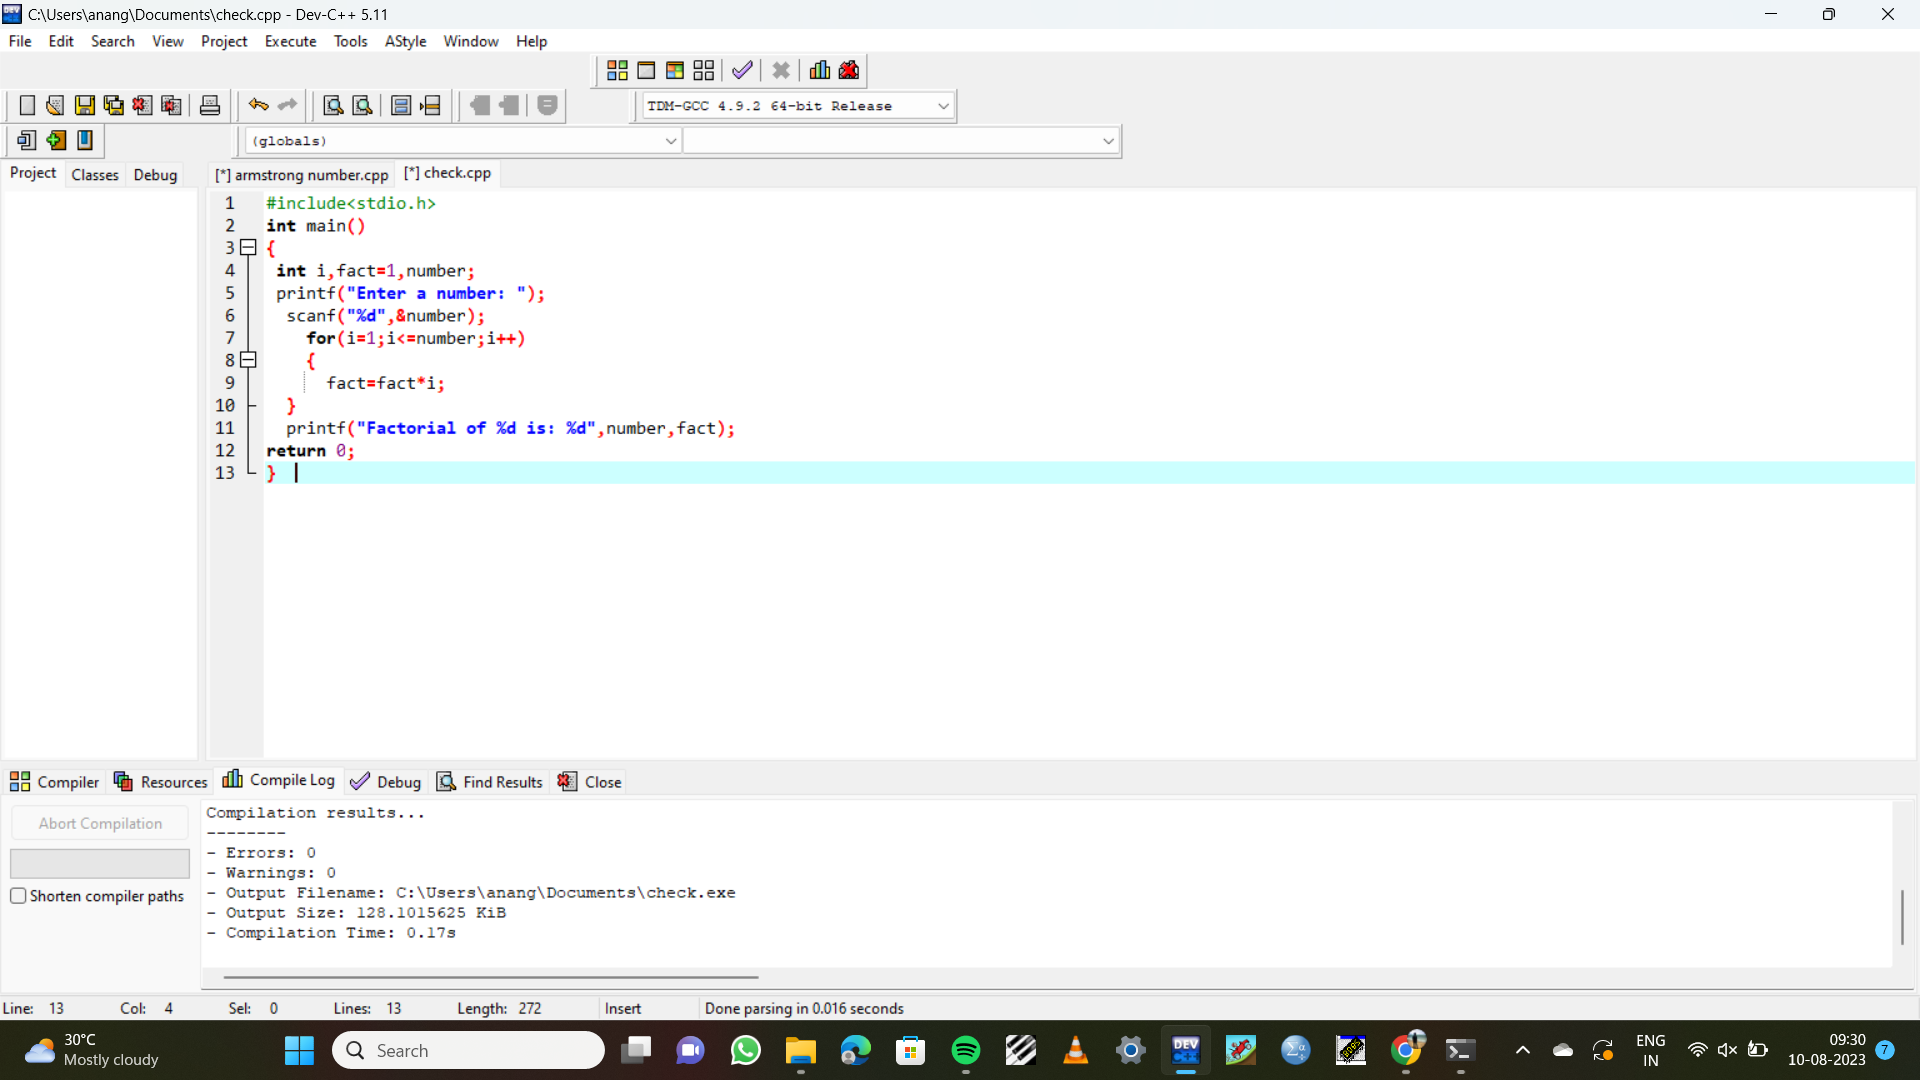 C:\Users\anang\Documents\check.cpp - Dev-C++ 5.11
File Edit Search View Project Execute Tools AStyle Window Help
TDM-GCC 4.9.2 64-bit Release
(globals)
Project Classes Debug [*] armstrong number.cpp [*] check.cpp
1 #include<stdio.h>
2 int main()
3 {
4 int i,fact=1,number;
5 printf("Enter a number: ");
6 scanf("%d",&number);
7 for(i=1;i<=number;i++)
8 {
9 fact=fact*i;
10 }
11 printf("Factorial of %d is: %d",number,fact);
12 return 0;
13 }
Compiler Resources Compile Log Debug Find Results Close
Abort Compilation
Shorten compiler paths
Compilation results...
--------
- Errors: 0
- Warnings: 0
- Output Filename: C:\Users\anang\Documents\check.exe
- Output Size: 128.1015625 KiB
- Compilation Time: 0.17s
Line: 13 Col: 4 Sel: 0 Lines: 13 Length: 272 Insert Done parsing in 0.016 seconds
30°C
Mostly cloudy
Search
DEV
C++
ENG
IN
09:30
10-08-2023
7